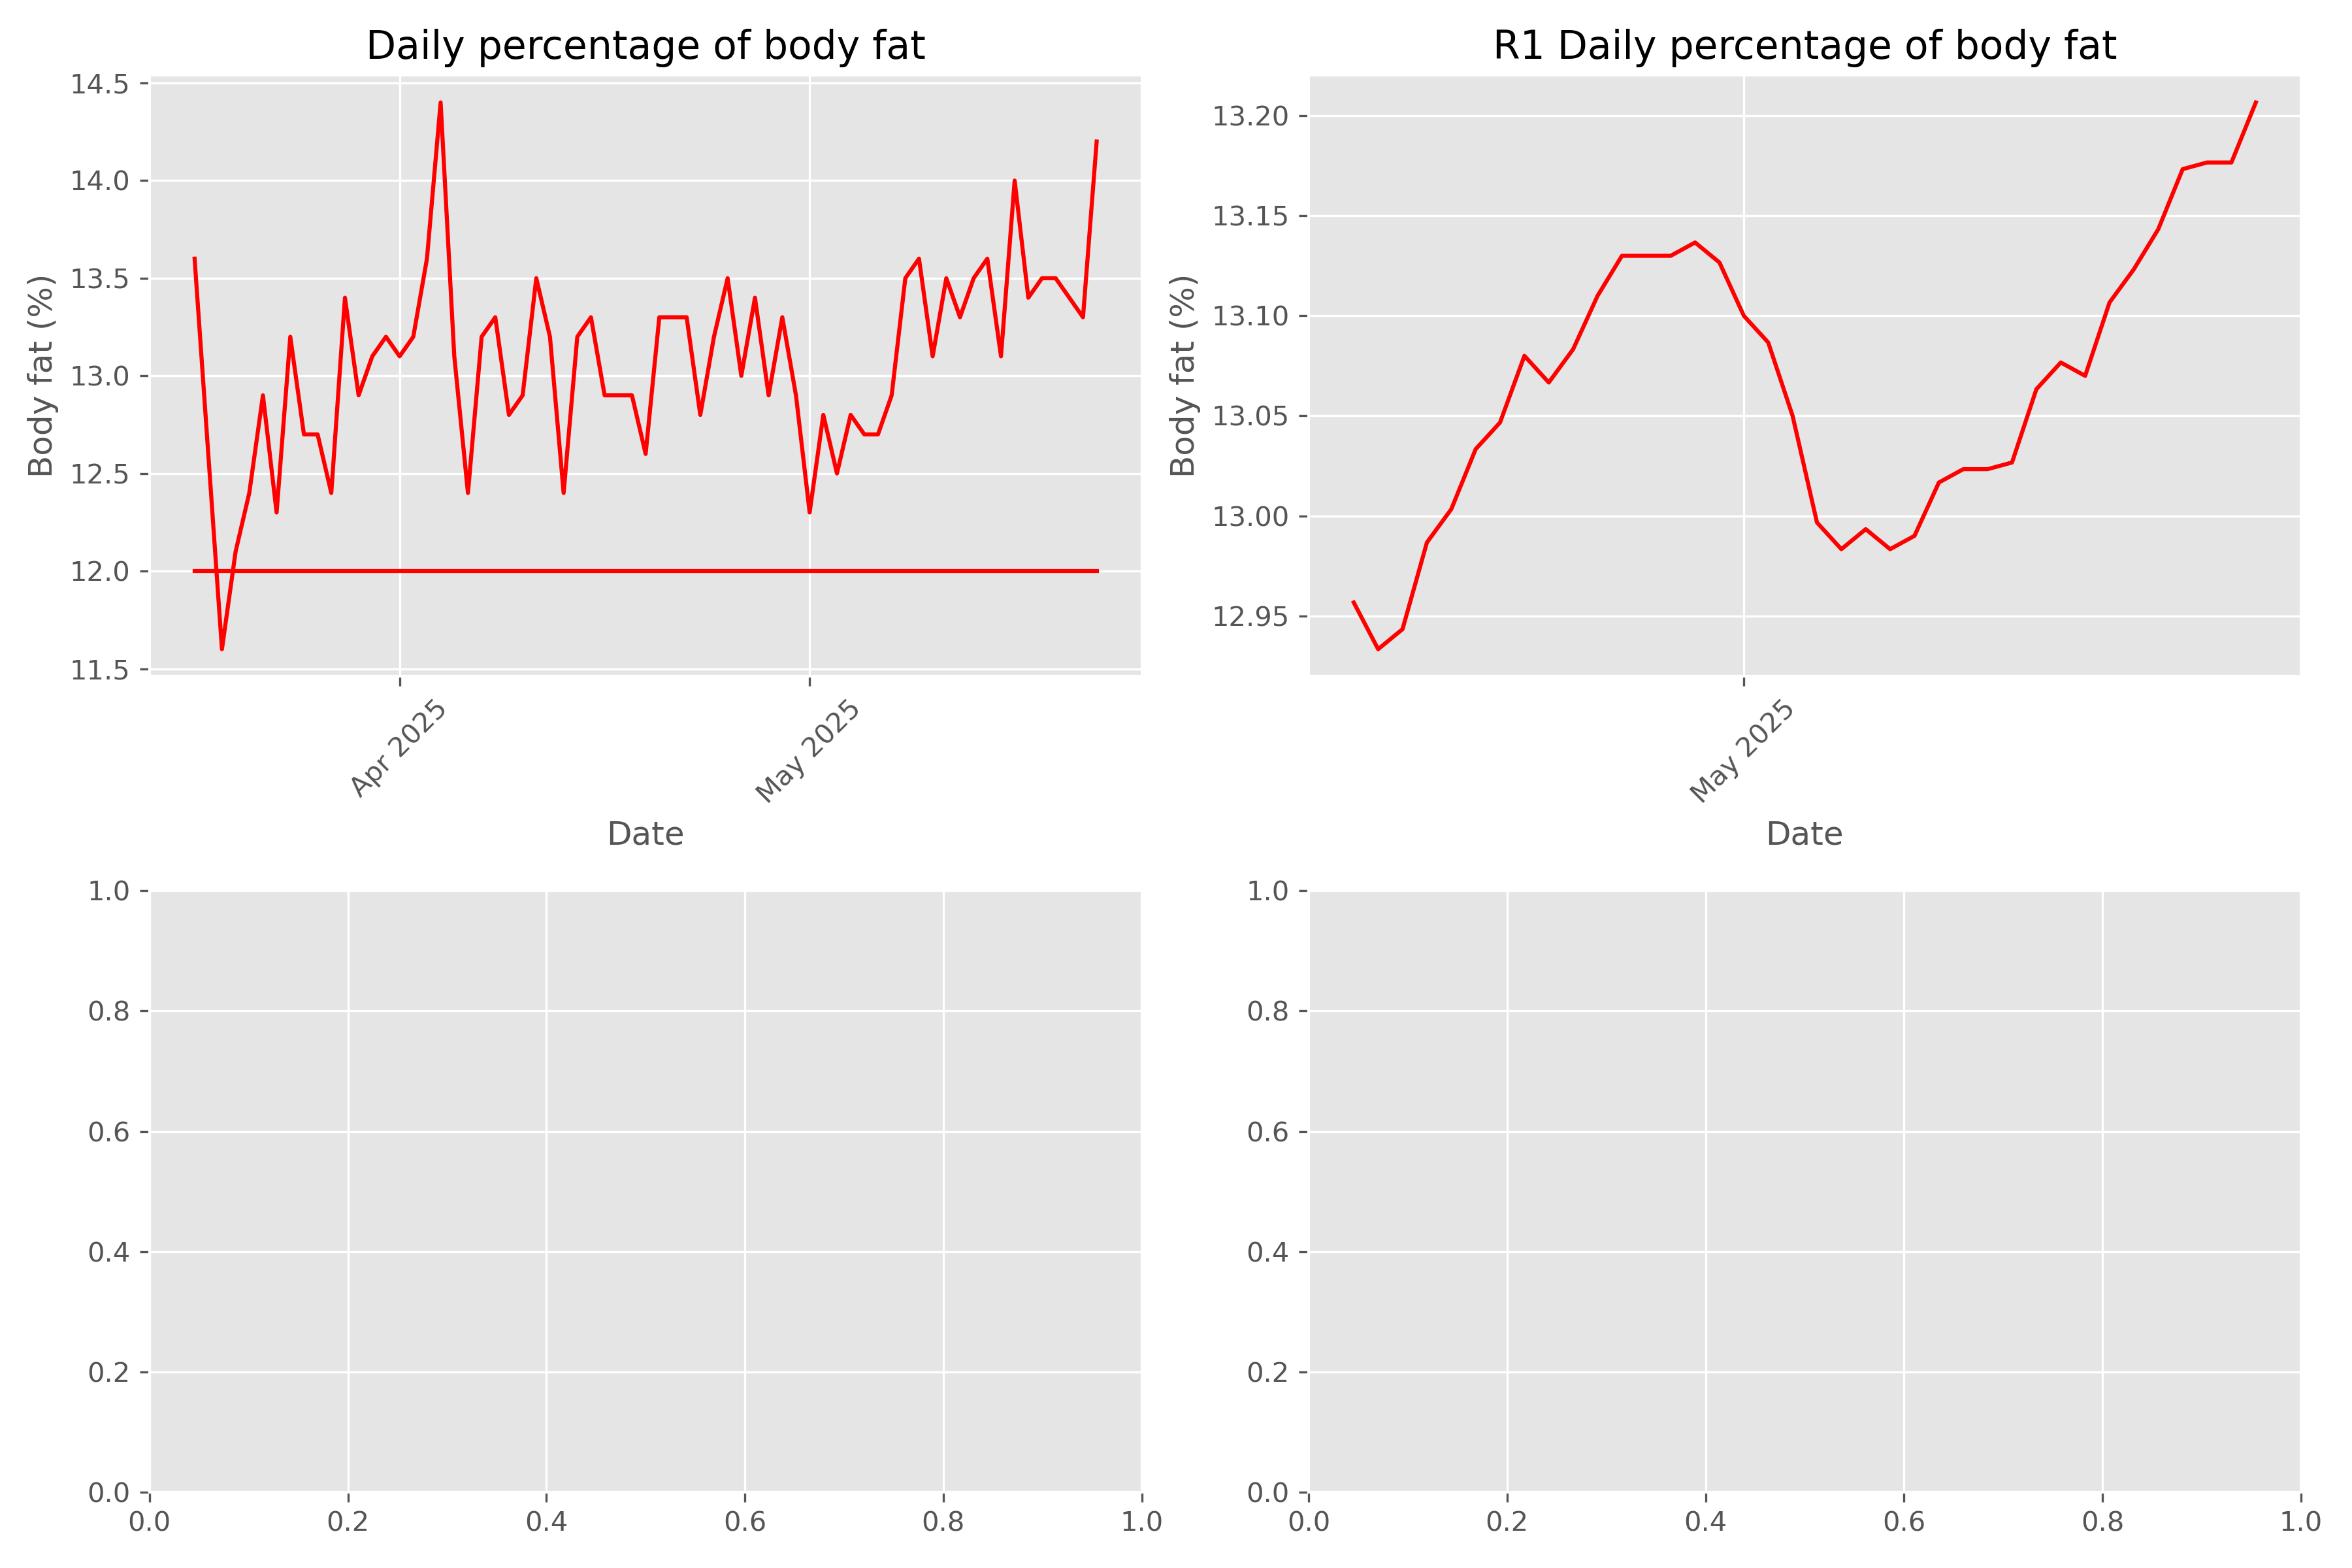 Daily percentage of body fat
14.5
14.0
13.5
13.0
12.5
12.0
11.5
Body fat (%)
Apr 2025
May 2025
Date
R1 Daily percentage of body fat
13.20
13.15
13.10
13.05
13.00
12.95
Body fat (%)
May 2025
Date
1.0
0.8
0.6
0.4
0.2
0.0
0.0 0.2 0.4 0.6 0.8 1.0
1.0
0.8
0.6
0.4
0.2
0.0
0.0 0.2 0.4 0.6 0.8 1.0